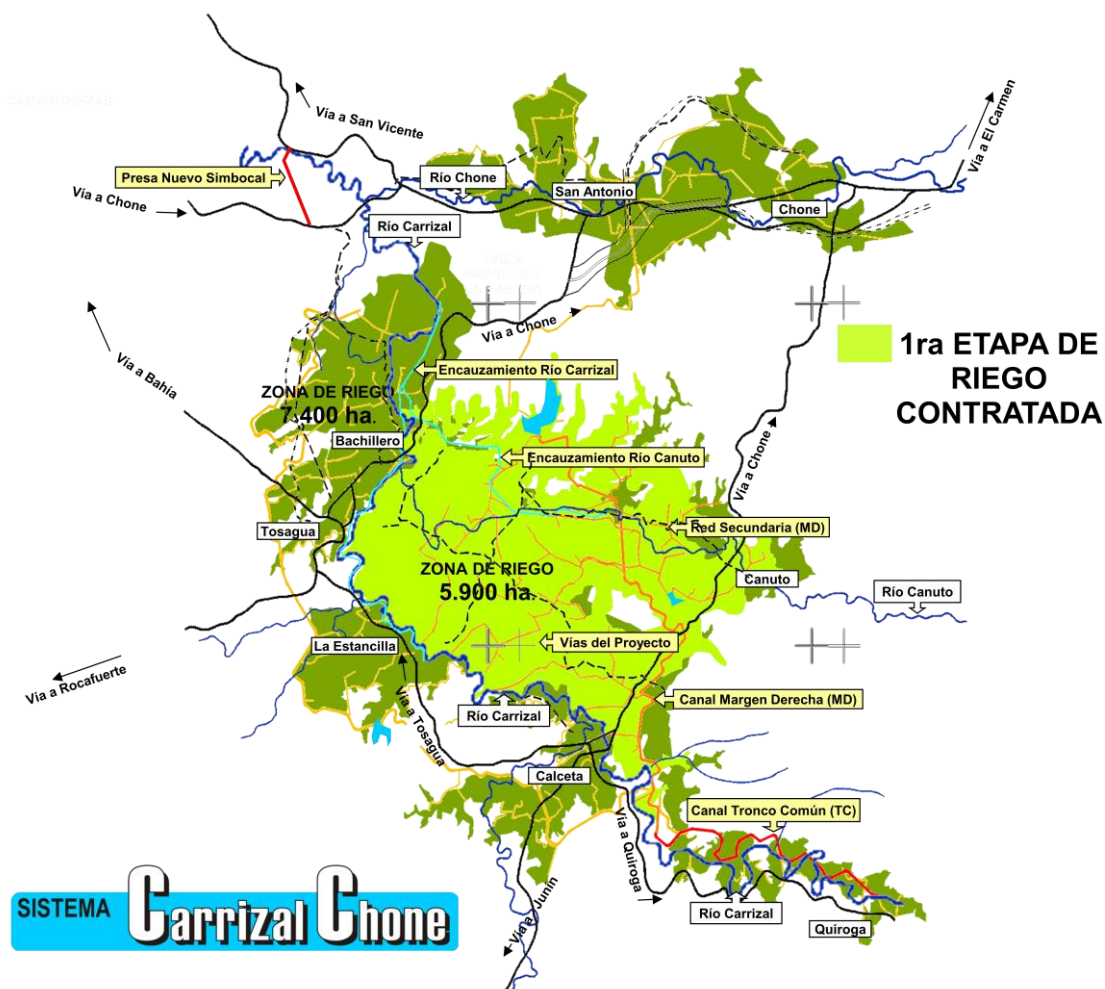 Vía a San Vicente
Vía a El Carmen
Presa Nuevo Simbocal
Río Chone
San Antonio
Vía a Chone
Chone
Río Carrizal
Vía a Chone
Vía a Bahía
1ra ETAPA DE
RIEGO
CONTRATADA
Encauzamiento Río Carrizal
ZONA DE RIEGO
7.400 ha.
Bachillero
Encauzamiento Río Canuto
Vía a Chone
Tosagua
Red Secundaria (MD)
ZONA DE RIEGO
5.900 ha.
Canuto
Río Canuto
La Estancilla
Vías del Proyecto
Vía a Rocafuerte
Vía a Tosagua
Canal Margen Derecha (MD)
Río Carrizal
Calceta
Canal Tronco Común (TC)
Vía a Quiroga
Río Carrizal
Quiroga
Vía a Junín
SISTEMA
Carrizal Chone